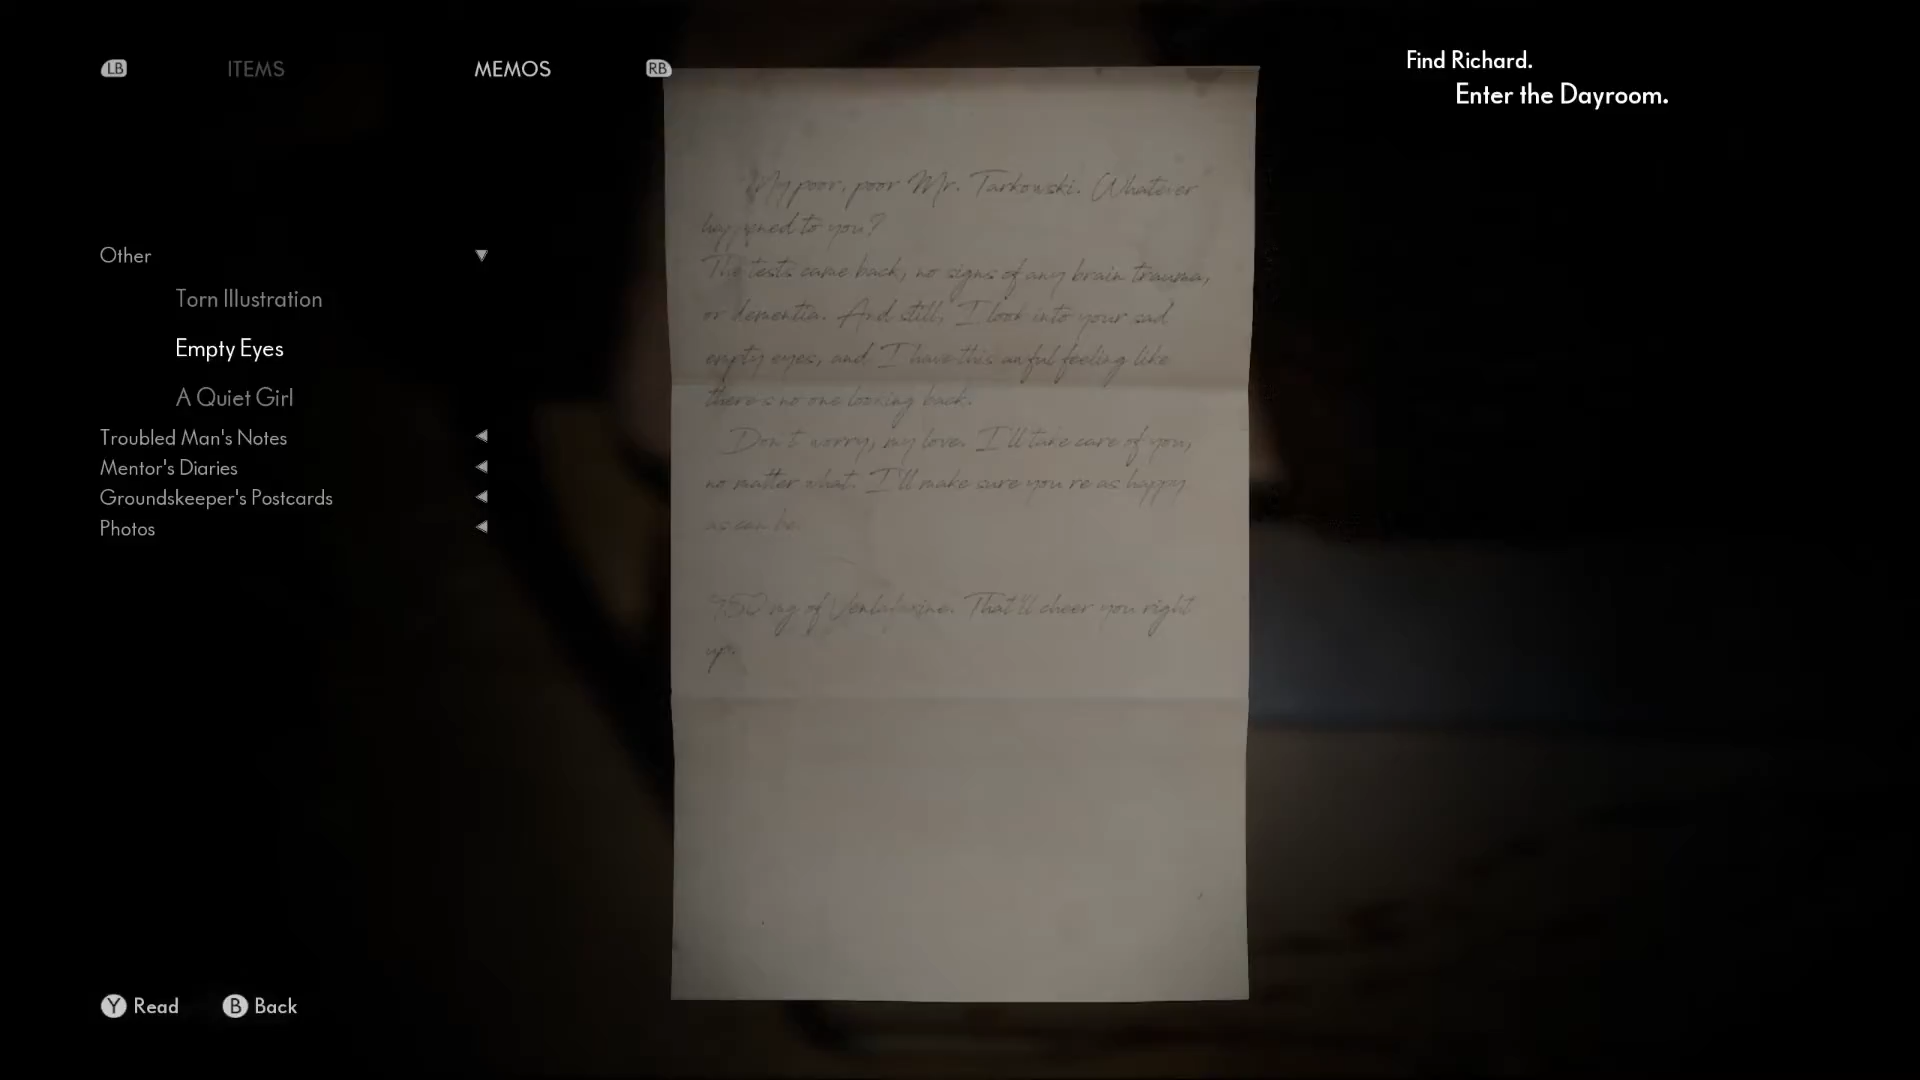 LB ITEMS MEMOS RB
Find Richard.
Enter the Dayroom.
Other
Torn Illustration
Empty Eyes
A Quiet Girl
Troubled Man's Notes
Mentor's Diaries
Groundskeeper's Postcards
Photos
My poor, poor Mr. Tarkowski. Whatever
happened to you?
The tests came back, no signs of any brain trauma,
or dementia. And still, I look into your sad
empty eyes, and I have this awful feeling like
there's no one looking back.
Don't worry, my love. I'll take care of you,
no matter what. I'll make sure you're as happy
as can be.
mg of Venlafaxine. That'll cheer you right
up.
Y Read B Back